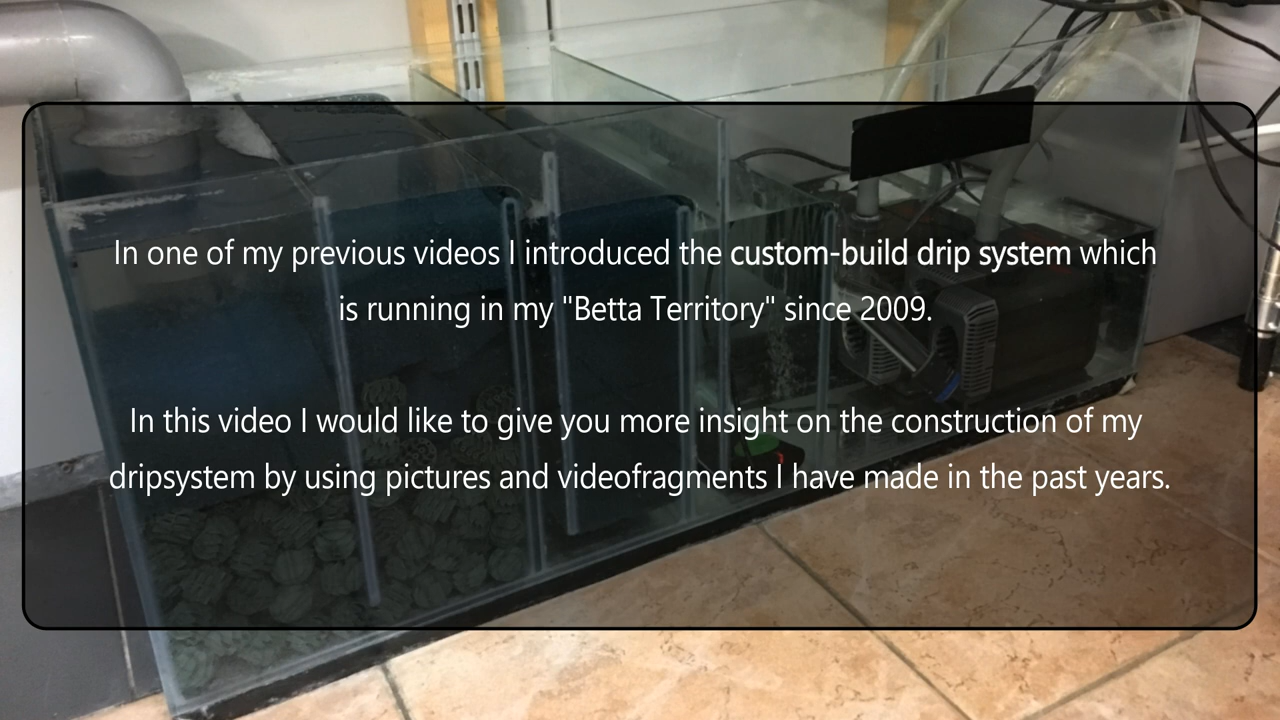 In one of my previous videos I introduced the custom-build drip system which
is running in my "Betta Territory" since 2009.
In this video I would like to give you more insight on the construction of my
dripsystem by using pictures and videofragments I have made in the past years.